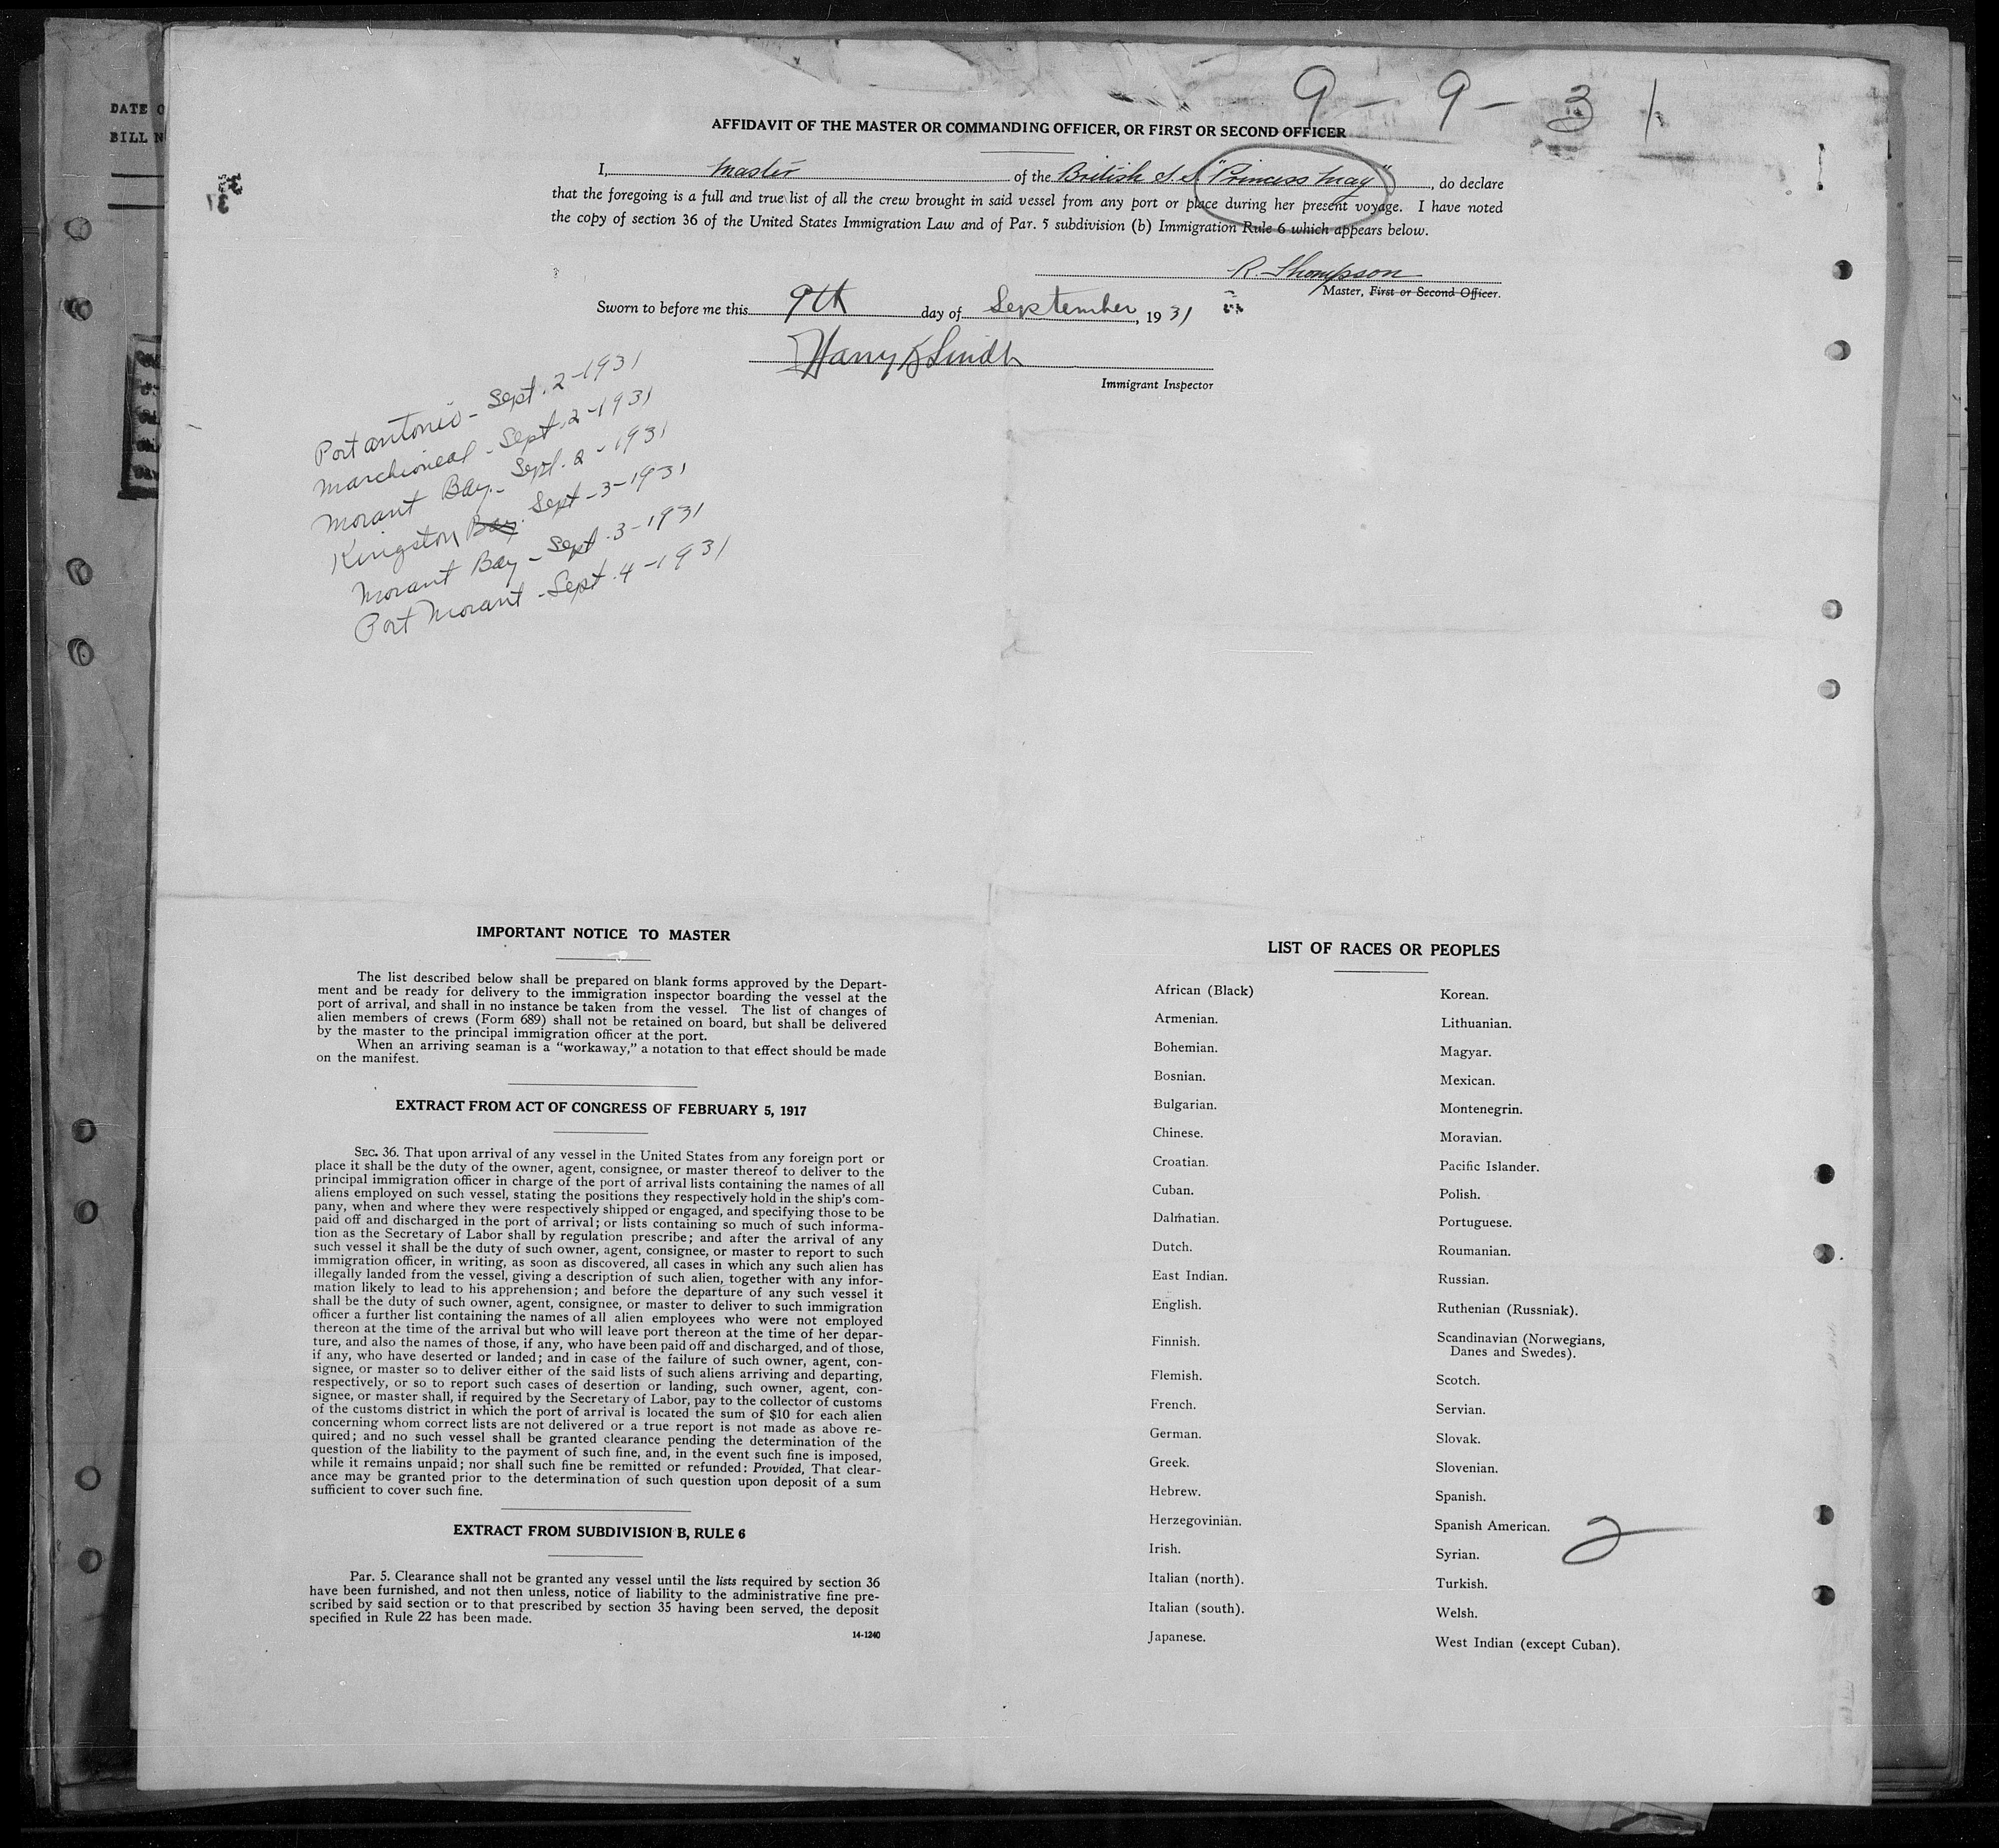 DATE O
BILL N
9 - 9 - 31
AFFIDAVIT OF THE MASTER OR COMMANDING OFFICER, OR FIRST OR SECOND OFFICER
I, Master of the British S. S. "Princess May", do declare
that the foregoing is a full and true list of all the crew brought in said vessel from any port or place during her present voyage. I have noted
the copy of section 36 of the United States Immigration Law and of Par. 5 subdivision (b) Immigration Rule 6 which appears below.
R. Thompson
Master, First or Second Officer.
Sworn to before me this 9th day of September, 1931
Harry
Immigrant Inspector
Port Antonio - Sept. 2-1931
Manchioneal - Sept. 2-1931
Morant Bay - Sept. 2-1931
Kingston Bay Sept-3-1931
Morant Bay - Sept. 3-1931
Port Morant - Sept. 4-1931
IMPORTANT NOTICE TO MASTER
The list described below shall be prepared on blank forms approved by the Depart-
ment and be ready for delivery to the immigration inspector boarding the vessel at the
port of arrival, and shall in no instance be taken from the vessel. The list of changes of
alien members of crews (Form 689) shall not be retained on board, but shall be delivered
by the master to the principal immigration officer at the port.
When an arriving seaman is a "workaway," a notation to that effect should be made
on the manifest.
EXTRACT FROM ACT OF CONGRESS OF FEBRUARY 5, 1917
SEC. 36. That upon arrival of any vessel in the United States from any foreign port or
place it shall be the duty of the owner, agent, consignee, or master thereof to deliver to the
principal immigration officer in charge of the port of arrival lists containing the names of all
aliens employed on such vessel, stating the positions they respectively hold in the ship's com-
pany, when and where they were respectively shipped or engaged, and specifying those to be
paid off and discharged in the port of arrival; or lists containing so much of such informa-
tion as the Secretary of Labor shall by regulation prescribe; and after the arrival of any
such vessel it shall be the duty of such owner, agent, consignee, or master to report to such
immigration officer, in writing, as soon as discovered, all cases in which any such alien has
illegally landed from the vessel, giving a description of such alien, together with any infor-
mation likely to lead to his apprehension; and before the departure of any such vessel it
shall be the duty of such owner, agent, consignee, or master to deliver to such immigration
officer a further list containing the names of all alien employees who were not employed
thereon at the time of the arrival but who will leave port thereon at the time of her depar-
ture, and also the names of those, if any, who have been paid off and discharged, and of those,
if any, who have deserted or landed; and in case of the failure of such owner, agent, con-
signee, or master so to deliver either of the said lists of such aliens arriving and departing,
respectively, or so to report such cases of desertion or landing, such owner, agent, con-
signee, or master shall, if required by the Secretary of Labor, pay to the collector of customs
of the customs district in which the port of arrival is located the sum of $10 for each alien
concerning whom correct lists are not delivered or a true report is not made as above re-
quired; and no such vessel shall be granted clearance pending the determination of the
question of the liability to the payment of such fine, and, in the event such fine is imposed,
while it remains unpaid; nor shall such fine be remitted or refunded: Provided, That clear-
ance may be granted prior to the determination of such question upon deposit of a sum
sufficient to cover such fine.
EXTRACT FROM SUBDIVISION B, RULE 6
Par. 5. Clearance shall not be granted any vessel until the lists required by section 36
have been furnished, and not then unless, notice of liability to the administrative fine pre-
scribed by said section or to that prescribed by section 35 having been served, the deposit
specified in Rule 22 has been made.
14-1240
LIST OF RACES OR PEOPLES
African (Black)
Armenian.
Bohemian.
Bosnian.
Bulgarian.
Chinese.
Croatian.
Cuban.
Dalmatian.
Dutch.
East Indian.
English.
Finnish.
Flemish.
French.
German.
Greek.
Hebrew.
Herzegovinian.
Irish.
Italian (north).
Italian (south).
Japanese.
Korean.
Lithuanian.
Magyar.
Mexican.
Montenegrin.
Moravian.
Pacific Islander.
Polish.
Portuguese.
Roumanian.
Russian.
Ruthenian (Russniak).
Scandinavian (Norwegians,
Danes and Swedes).
Scotch.
Servian.
Slovak.
Slovenian.
Spanish.
Spanish American.
Syrian.
Turkish.
Welsh.
West Indian (except Cuban).
2